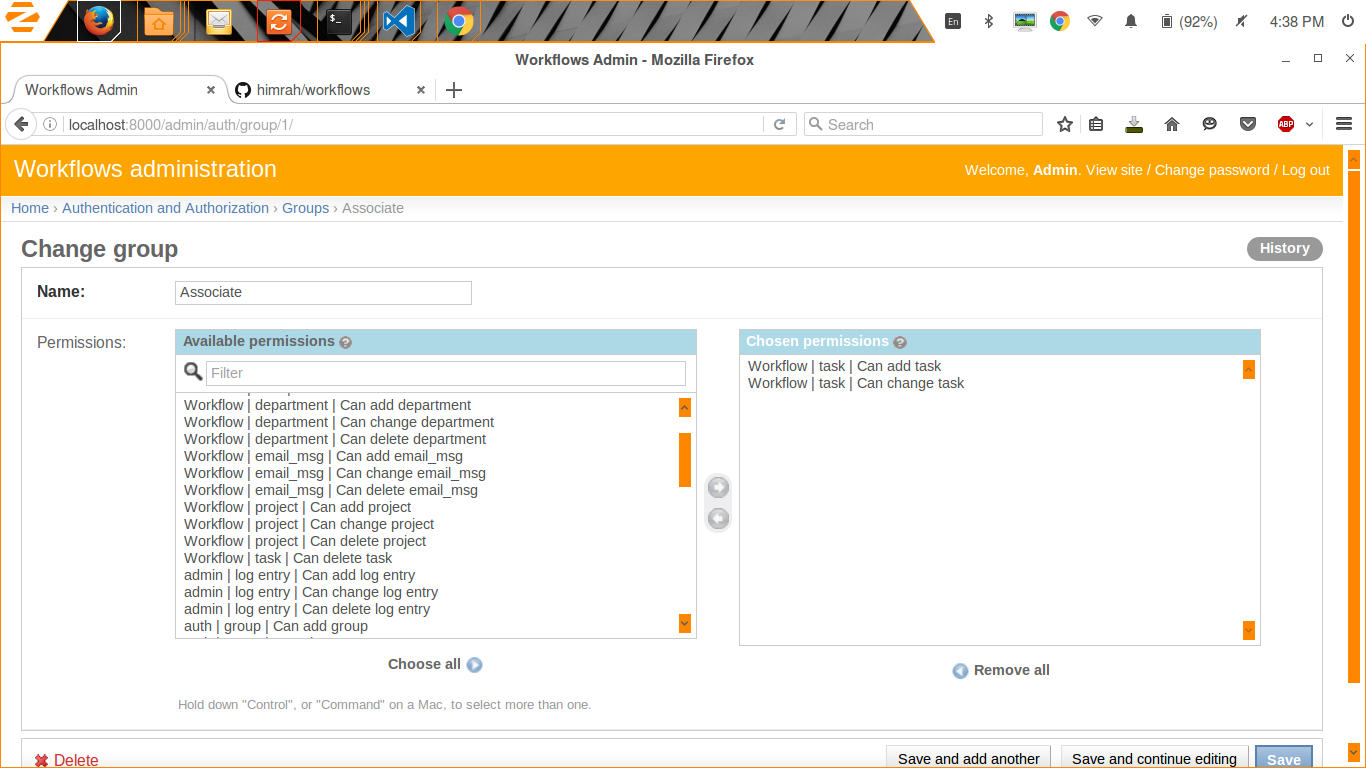 En (92%) 4:38 PM
Workflows Admin - Mozilla Firefox
Workflows Admin himrah/workflows
localhost:8000/admin/auth/group/1/ Search ABP
Workflows administration Welcome, Admin. View site / Change password / Log out
Home › Authentication and Authorization › Groups › Associate
Change group History
Name: Associate
Permissions: Available permissions ? Chosen permissions ?
Filter
Workflow | task | Can add task
Workflow | task | Can change task
Workflow | department | Can add department
Workflow | department | Can change department
Workflow | department | Can delete department
Workflow | email_msg | Can add email_msg
Workflow | email_msg | Can change email_msg
Workflow | email_msg | Can delete email_msg
Workflow | project | Can add project
Workflow | project | Can change project
Workflow | project | Can delete project
Workflow | task | Can delete task
admin | log entry | Can add log entry
admin | log entry | Can change log entry
admin | log entry | Can delete log entry
auth | group | Can add group
Choose all Remove all
Hold down "Control", or "Command" on a Mac, to select more than one.
Delete Save and add another Save and continue editing Save